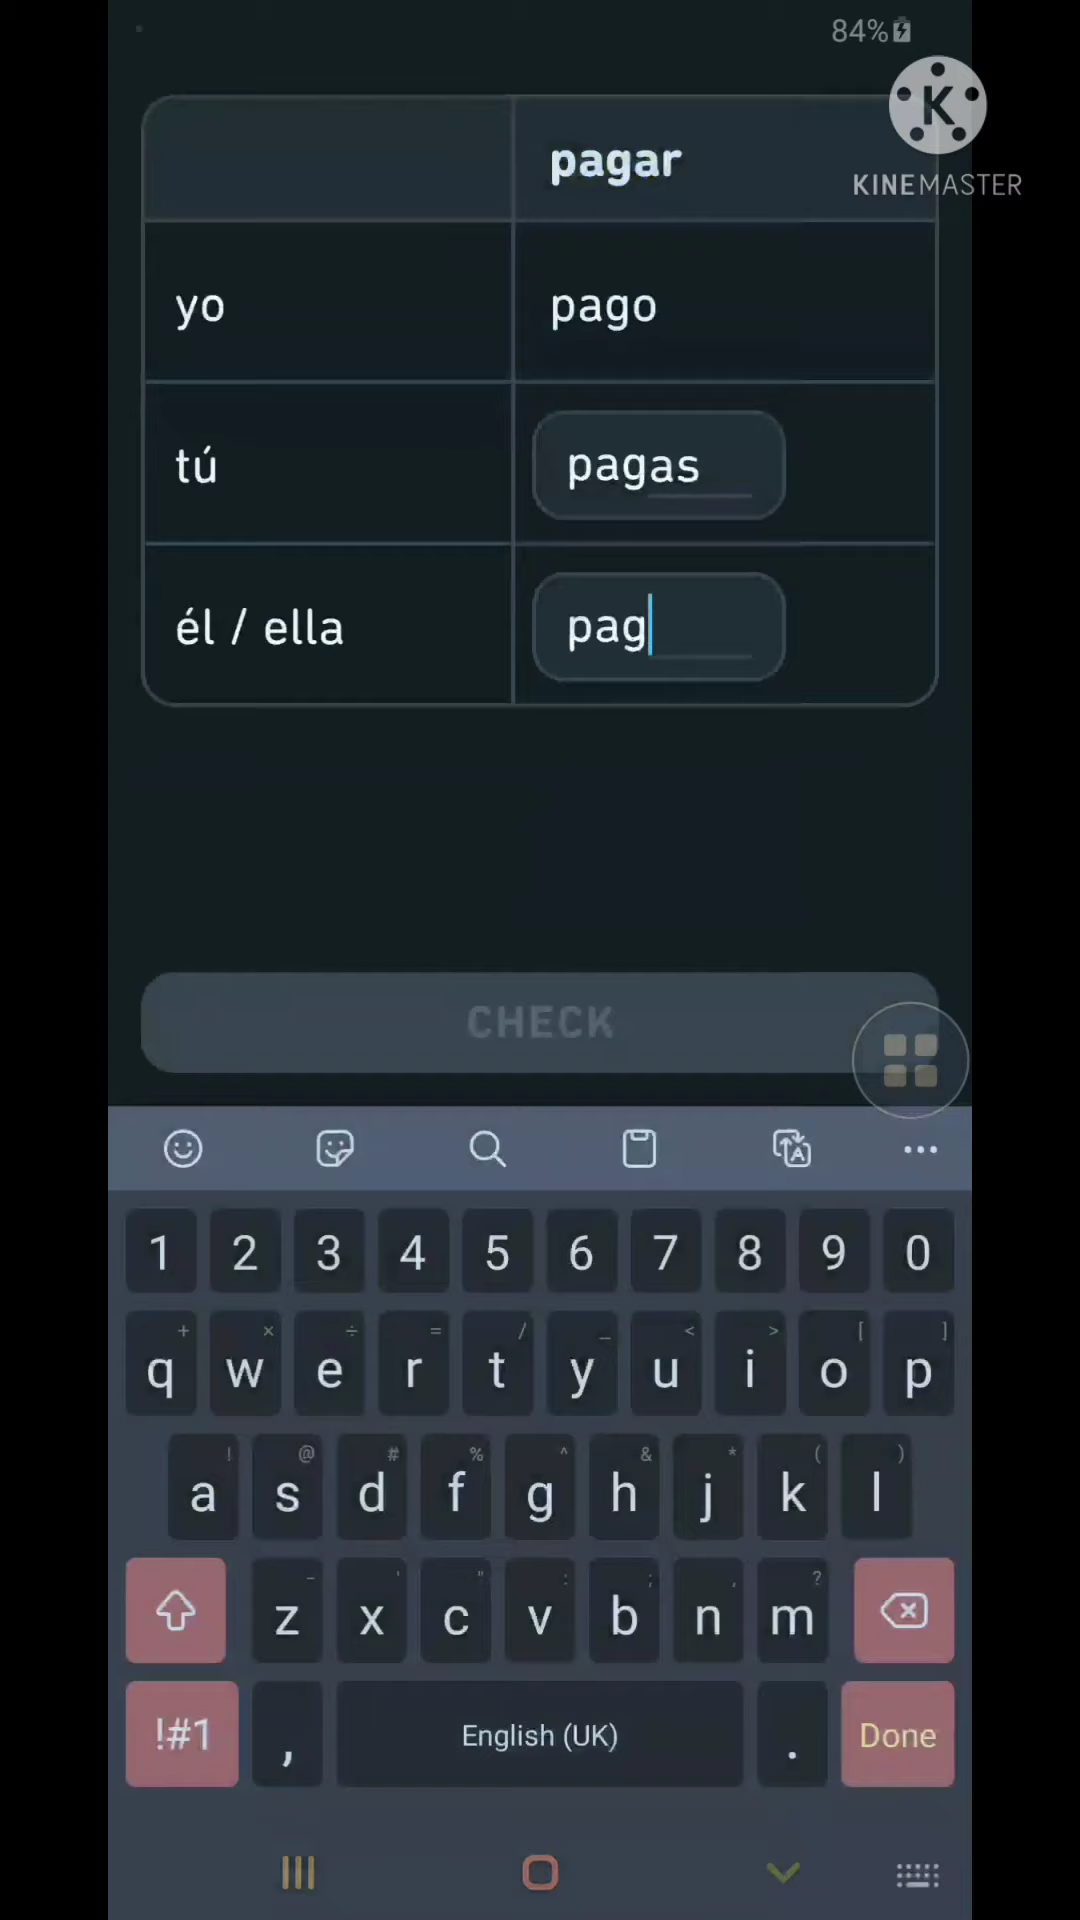 84%
K
KINEMASTER
pagar
yo pago
tú pagas
él / ella pag
CHECK
1 2 3 4 5 6 7 8 9 0
+ × ÷ = / _ < > [ ]
q w e r t y u i o p
! @ # % ^ & * ( )
a s d f g h j k l
- ' " : ; , ?
z x c v b n m
!#1 , English (UK) . Done